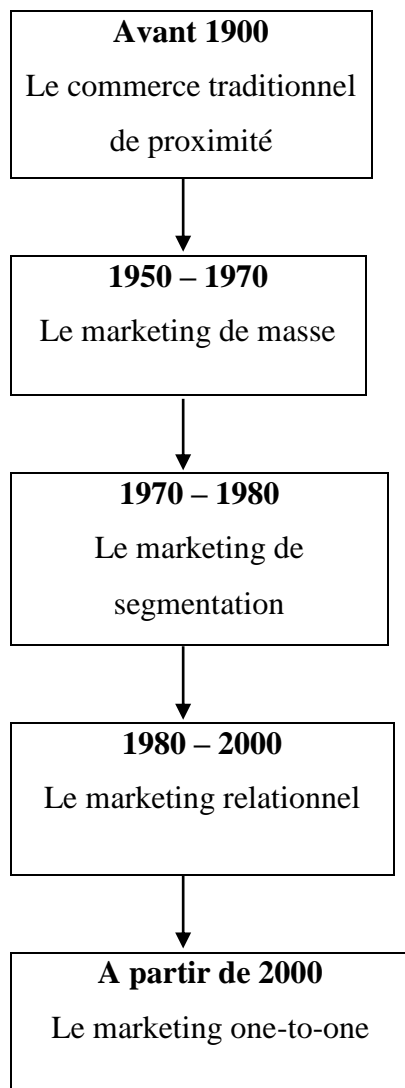 Avant 1900
Le commerce traditionnel
de proximité
1950 – 1970
Le marketing de masse
1970 – 1980
Le marketing de
segmentation
1980 – 2000
Le marketing relationnel
A partir de 2000
Le marketing one-to-one